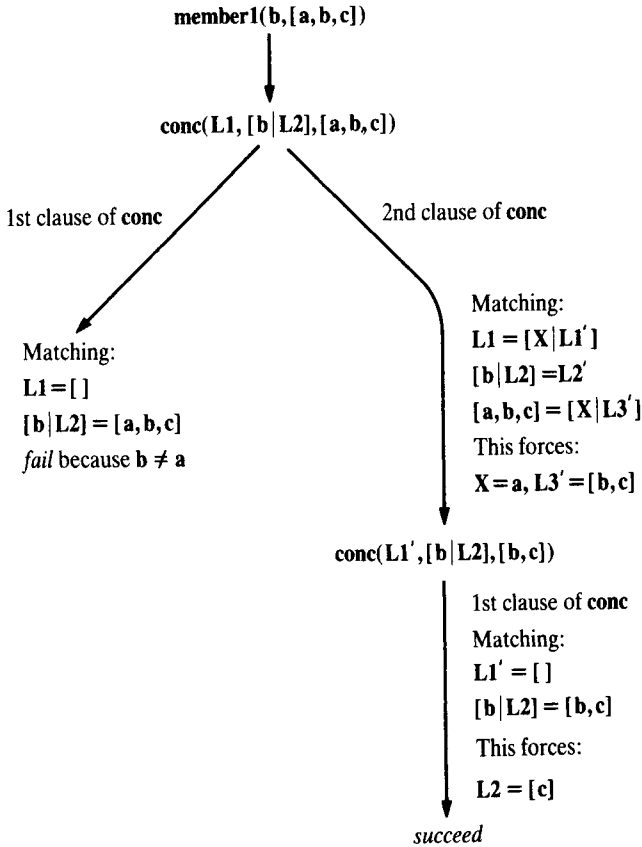 member1(b,[a,b,c])
conc(L1,[b|L2],[a,b,c])
1st clause of conc
2nd clause of conc
Matching:
L1=[ ]
[b|L2]=[a,b,c]
fail because b ≠ a
Matching:
L1=[X|L1′]
[b|L2]=L2′
[a,b,c]=[X|L3′]
This forces:
X=a, L3′=[b,c]
conc(L1′,[b|L2],[b,c])
1st clause of conc
Matching:
L1′=[ ]
[b|L2]=[b,c]
This forces:
L2=[c]
succeed